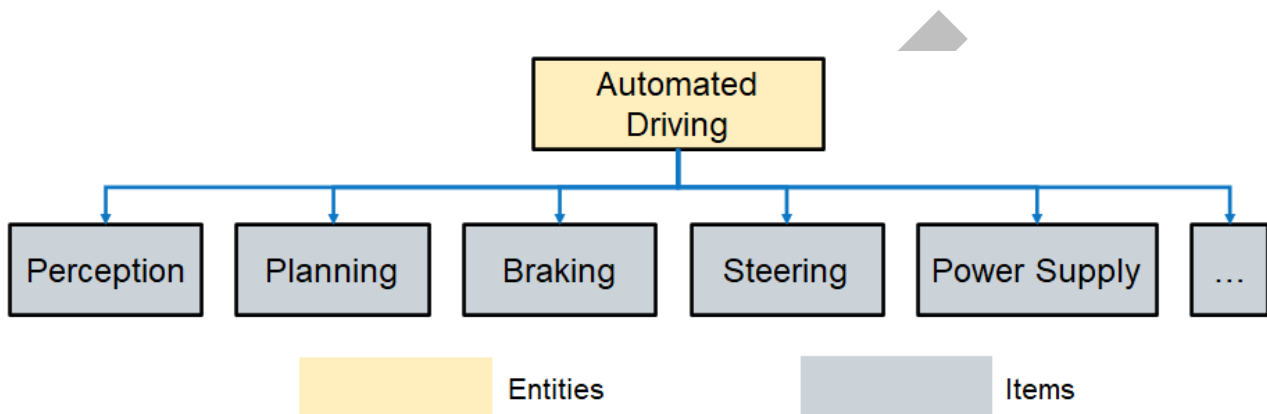 Automated
Driving
Perception
Planning
Braking
Steering
Power Supply
...
Entities
Items